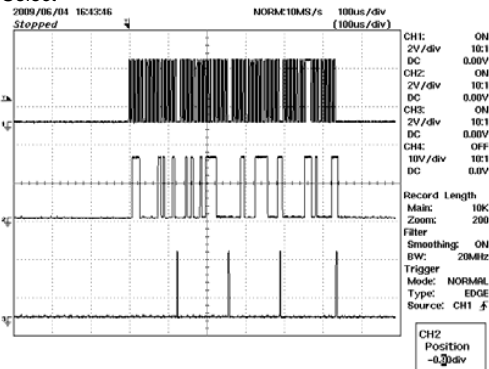 2009/06/04 16:43:46 NORM:10MS/s 100us/div
Stopped (100us/div)
CH1: ON
2V/div 10:1
DC 0.00V
CH2: ON
2V/div 10:1
DC 0.00V
CH3: ON
2V/div 10:1
DC 0.00V
CH4: OFF
10V/div 10:1
DC 0.0V
Record Length
Main: 10K
Zoom: 200
Filter
Smoothing: ON
BW: 20MHz
Trigger
Mode: NORMAL
Type: EDGE
Source: CH1
CH2
Position